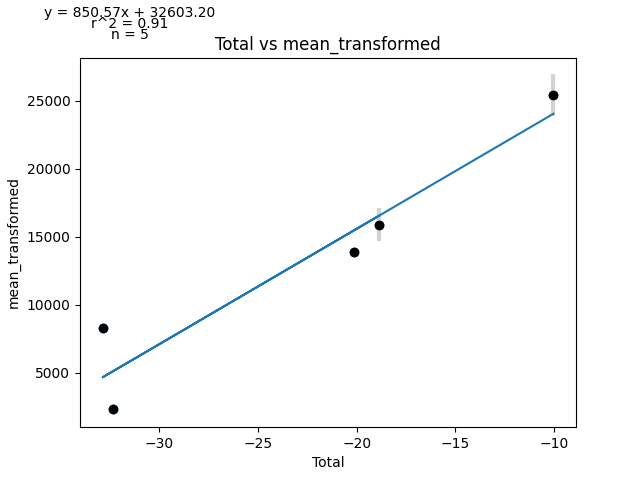 y = 850.57x + 32603.20
r^2 = 0.91
n = 5
Total vs mean_transformed
25000
20000
15000
10000
5000
mean_transformed
−30
−25
−20
−15
−10
Total